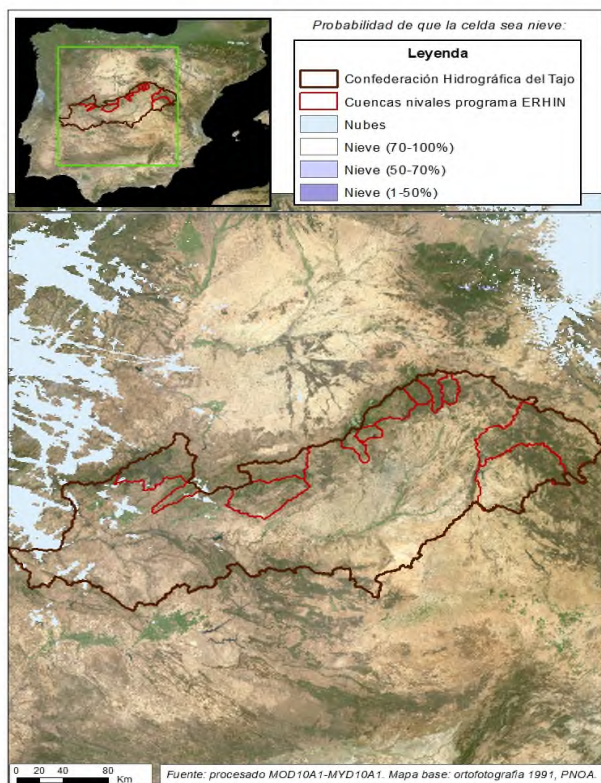 Probabilidad de que la celda sea nieve:
Leyenda
Confederación Hidrográfica del Tajo
Cuencas nivales programa ERHIN
Nubes
Nieve (70-100%)
Nieve (50-70%)
Nieve (1-50%)
0 20 40 80
Km
Fuente: procesado MOD10A1-MYD10A1. Mapa base: ortofotografía 1991, PNOA.